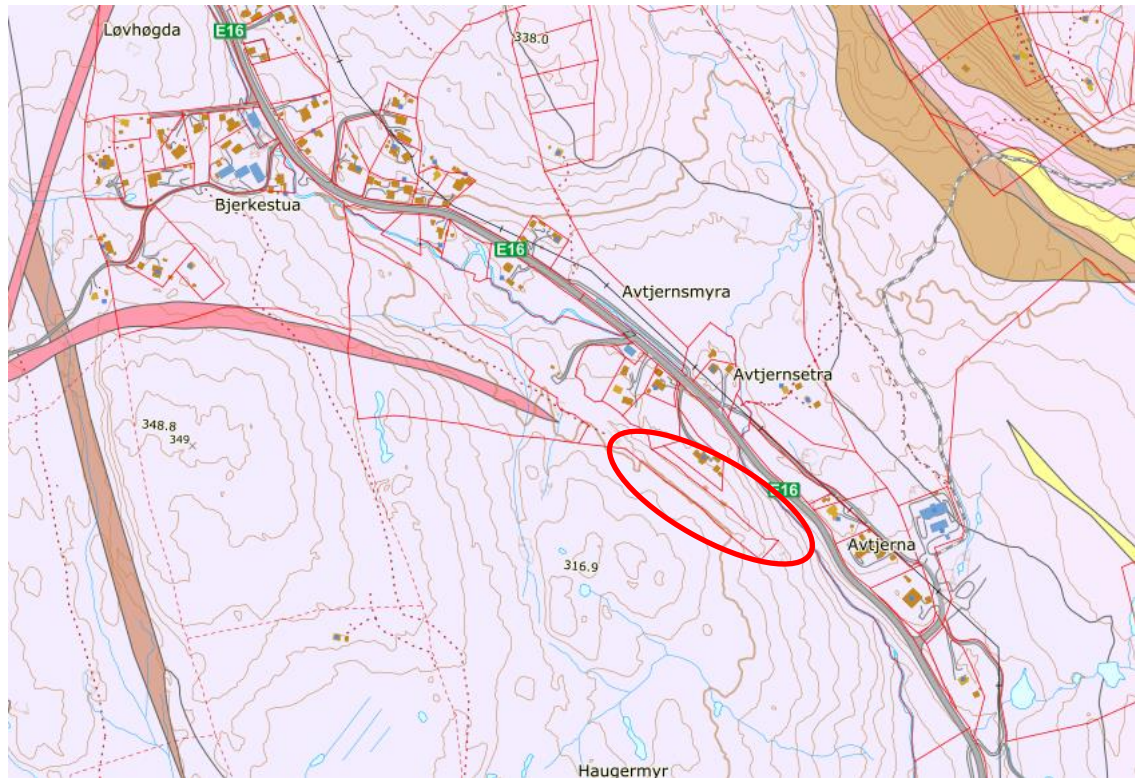 Løvhøgda
E16
338.0
Bjerkestua
E16
Avtjernsmyra
Avtjernsetra
348.8
349
E16
Avtjerna
316.9
Haugermyr